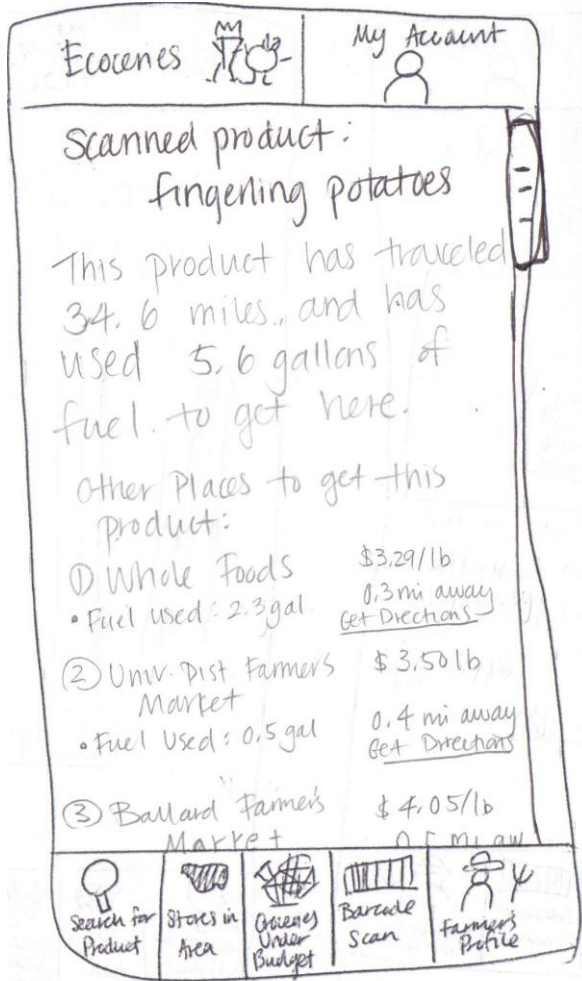 Ecoceries
My Account
Scanned product:
fingerling potatoes
This product has traveled
34.6 miles, and has
used 5.6 gallons of
fuel to get here.
Other Places to get this
product:
① Whole Foods $3.29/lb
• Fuel used: 2.3 gal. 0.3 mi away
Get Directions
② Univ. Dist. Farmers $3.50 lb
Market
0.4 mi away
• Fuel Used: 0.5 gal
Get Directions
③ Ballard Farmers $4.05/lb
Market
Search for
Product
Stores in
Area
Groceries
Under
Budget
Barcode
Scan
Farmer's
Profile